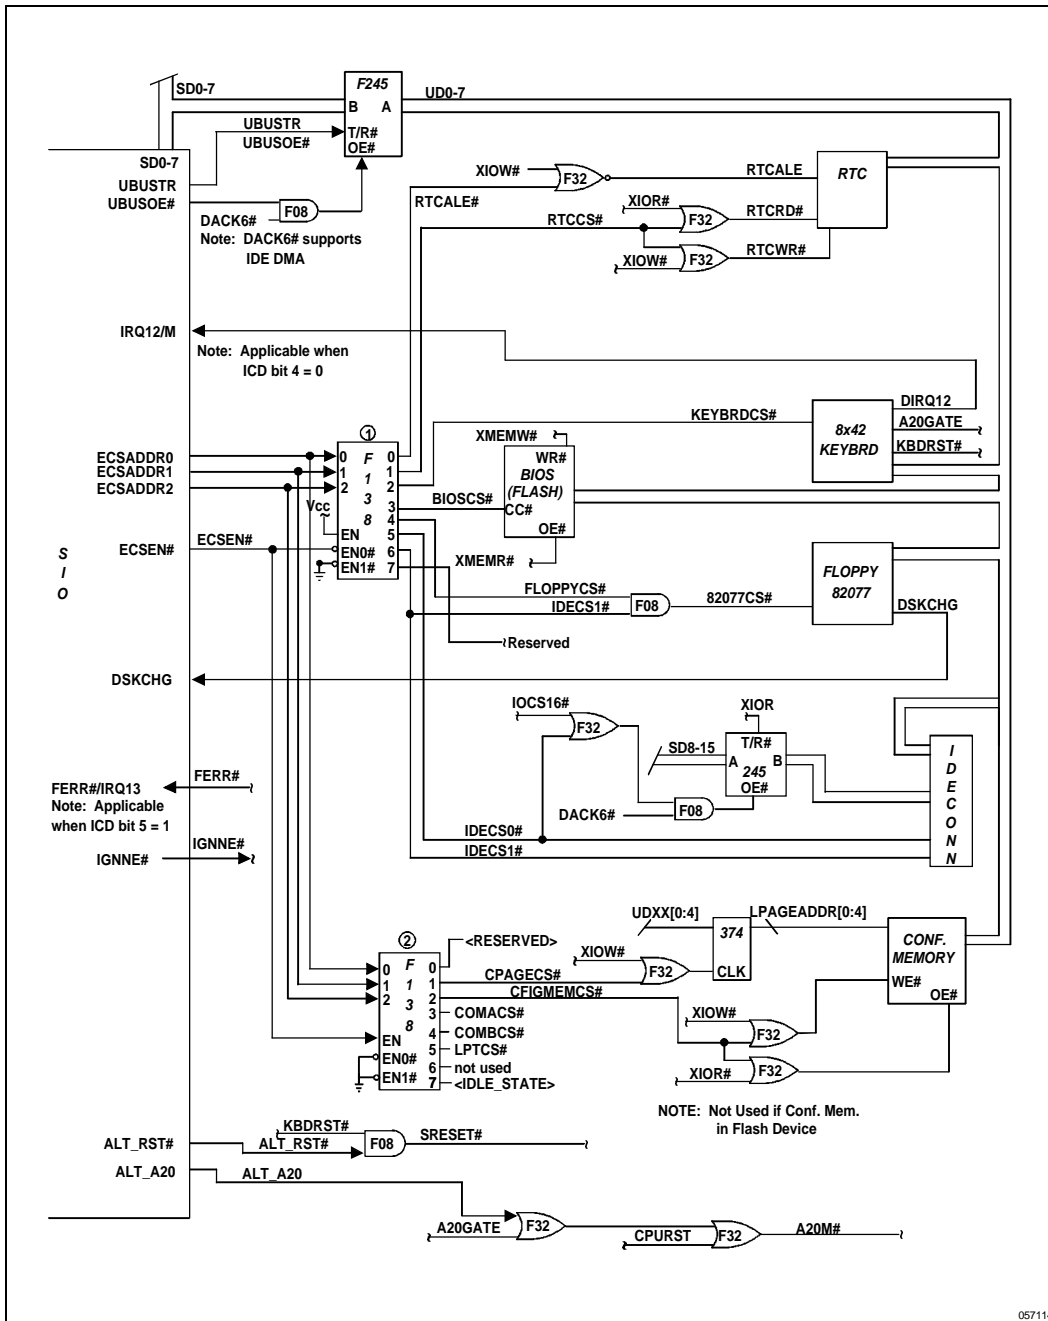 SD0-7
F245
UD0-7
B A
UBUSTR
T/R#
UBUSOE#
OE#
SD0-7
UBUSTR
UBUSOE#
F08
DACK6#
Note: DACK6# supports
IDE DMA
XIOW#
F32
RTCALE
RTC
RTCALE#
XIOR#
F32
RTCRD#
RTCCS#
F32
RTCWR#
XIOW#
IRQ12/M
Note: Applicable when
ICD bit 4 = 0
DIRQ12
KEYBRDCS#
8x42
KEYBRD
A20GATE
KBDRST#
1
XMEMW#
ECSADDR0
ECSADDR1
ECSADDR2
0 F 0
1 1 1
2 3 2
8 3
4
EN 5
EN0# 6
EN1# 7
Vcc
WR#
BIOS
(FLASH)
CC#
OE#
BIOSCS#
XMEMR#
ECSEN#
ECSEN#
S
I
O
FLOPPY
82077
FLOPPYCS#
IDECS1#
F08
82077CS#
DSKCHG
Reserved
DSKCHG
IOCS16#
F32
XIOR
SD8-15
T/R#
A B
245
OE#
DACK6#
F08
I
D
E
C
O
N
N
FERR#/IRQ13
FERR#
Note: Applicable
when ICD bit 5 = 1
IDECS0#
IDECS1#
IGNNE#
IGNNE#
UDXX[0:4]
LPAGEADDR[0:4]
374
CLK
CONF.
MEMORY
WE#
OE#
2
<RESERVED>
0 F 0
1 1 1
2 3 2
8 3
4
EN 5
EN0# 6
EN1# 7
XIOW#
F32
CPAGECS#
CFIGMEMCS#
COMACS#
COMBCS#
LPTCS#
not used
<IDLE_STATE>
XIOW#
F32
XIOR#
F32
NOTE: Not Used if Conf. Mem.
in Flash Device
ALT_RST#
KBDRST#
ALT_RST#
F08
SRESET#
ALT_A20
ALT_A20
A20GATE
F32
CPURST
F32
A20M#